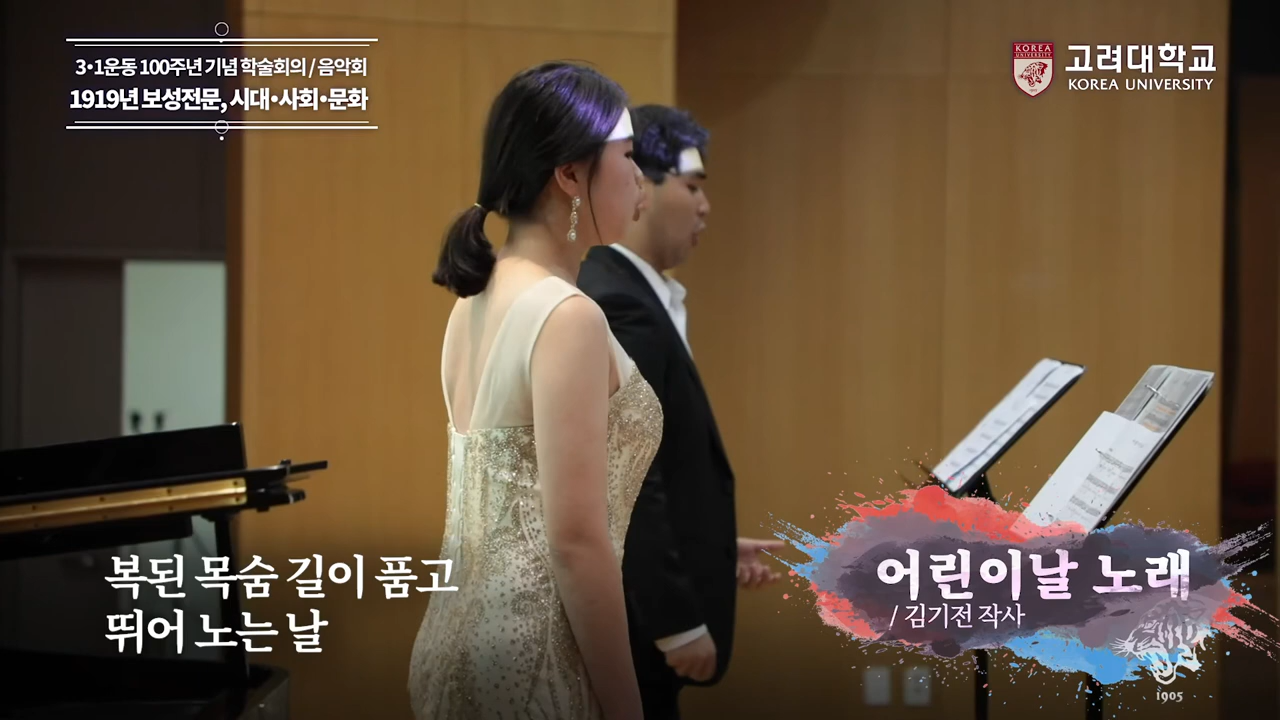 3•1운동 100주년 기념 학술회의 / 음악회
1919년 보성전문, 시대•사회•문화
KOREA
UNIVERSITY
고려대학교
KOREA UNIVERSITY
복된 목숨 길이 품고
뛰어 노는 날
어린이날 노래
/ 김기전 작사
1905